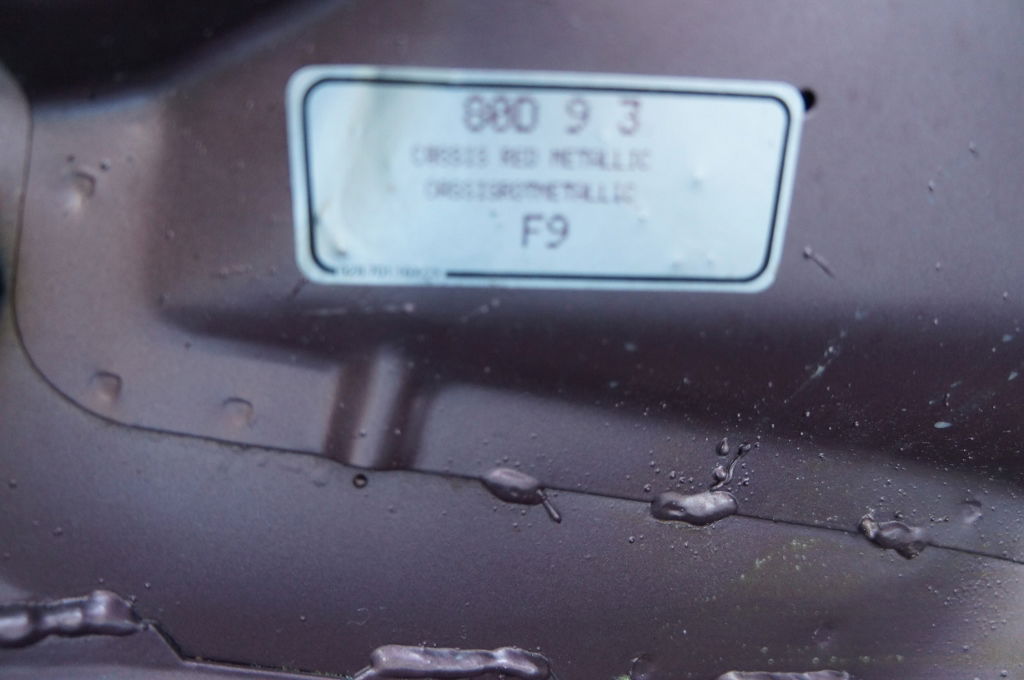 80D 9 3
CASSIS RED METALLIC
CASSISROTMETALLIC
F9